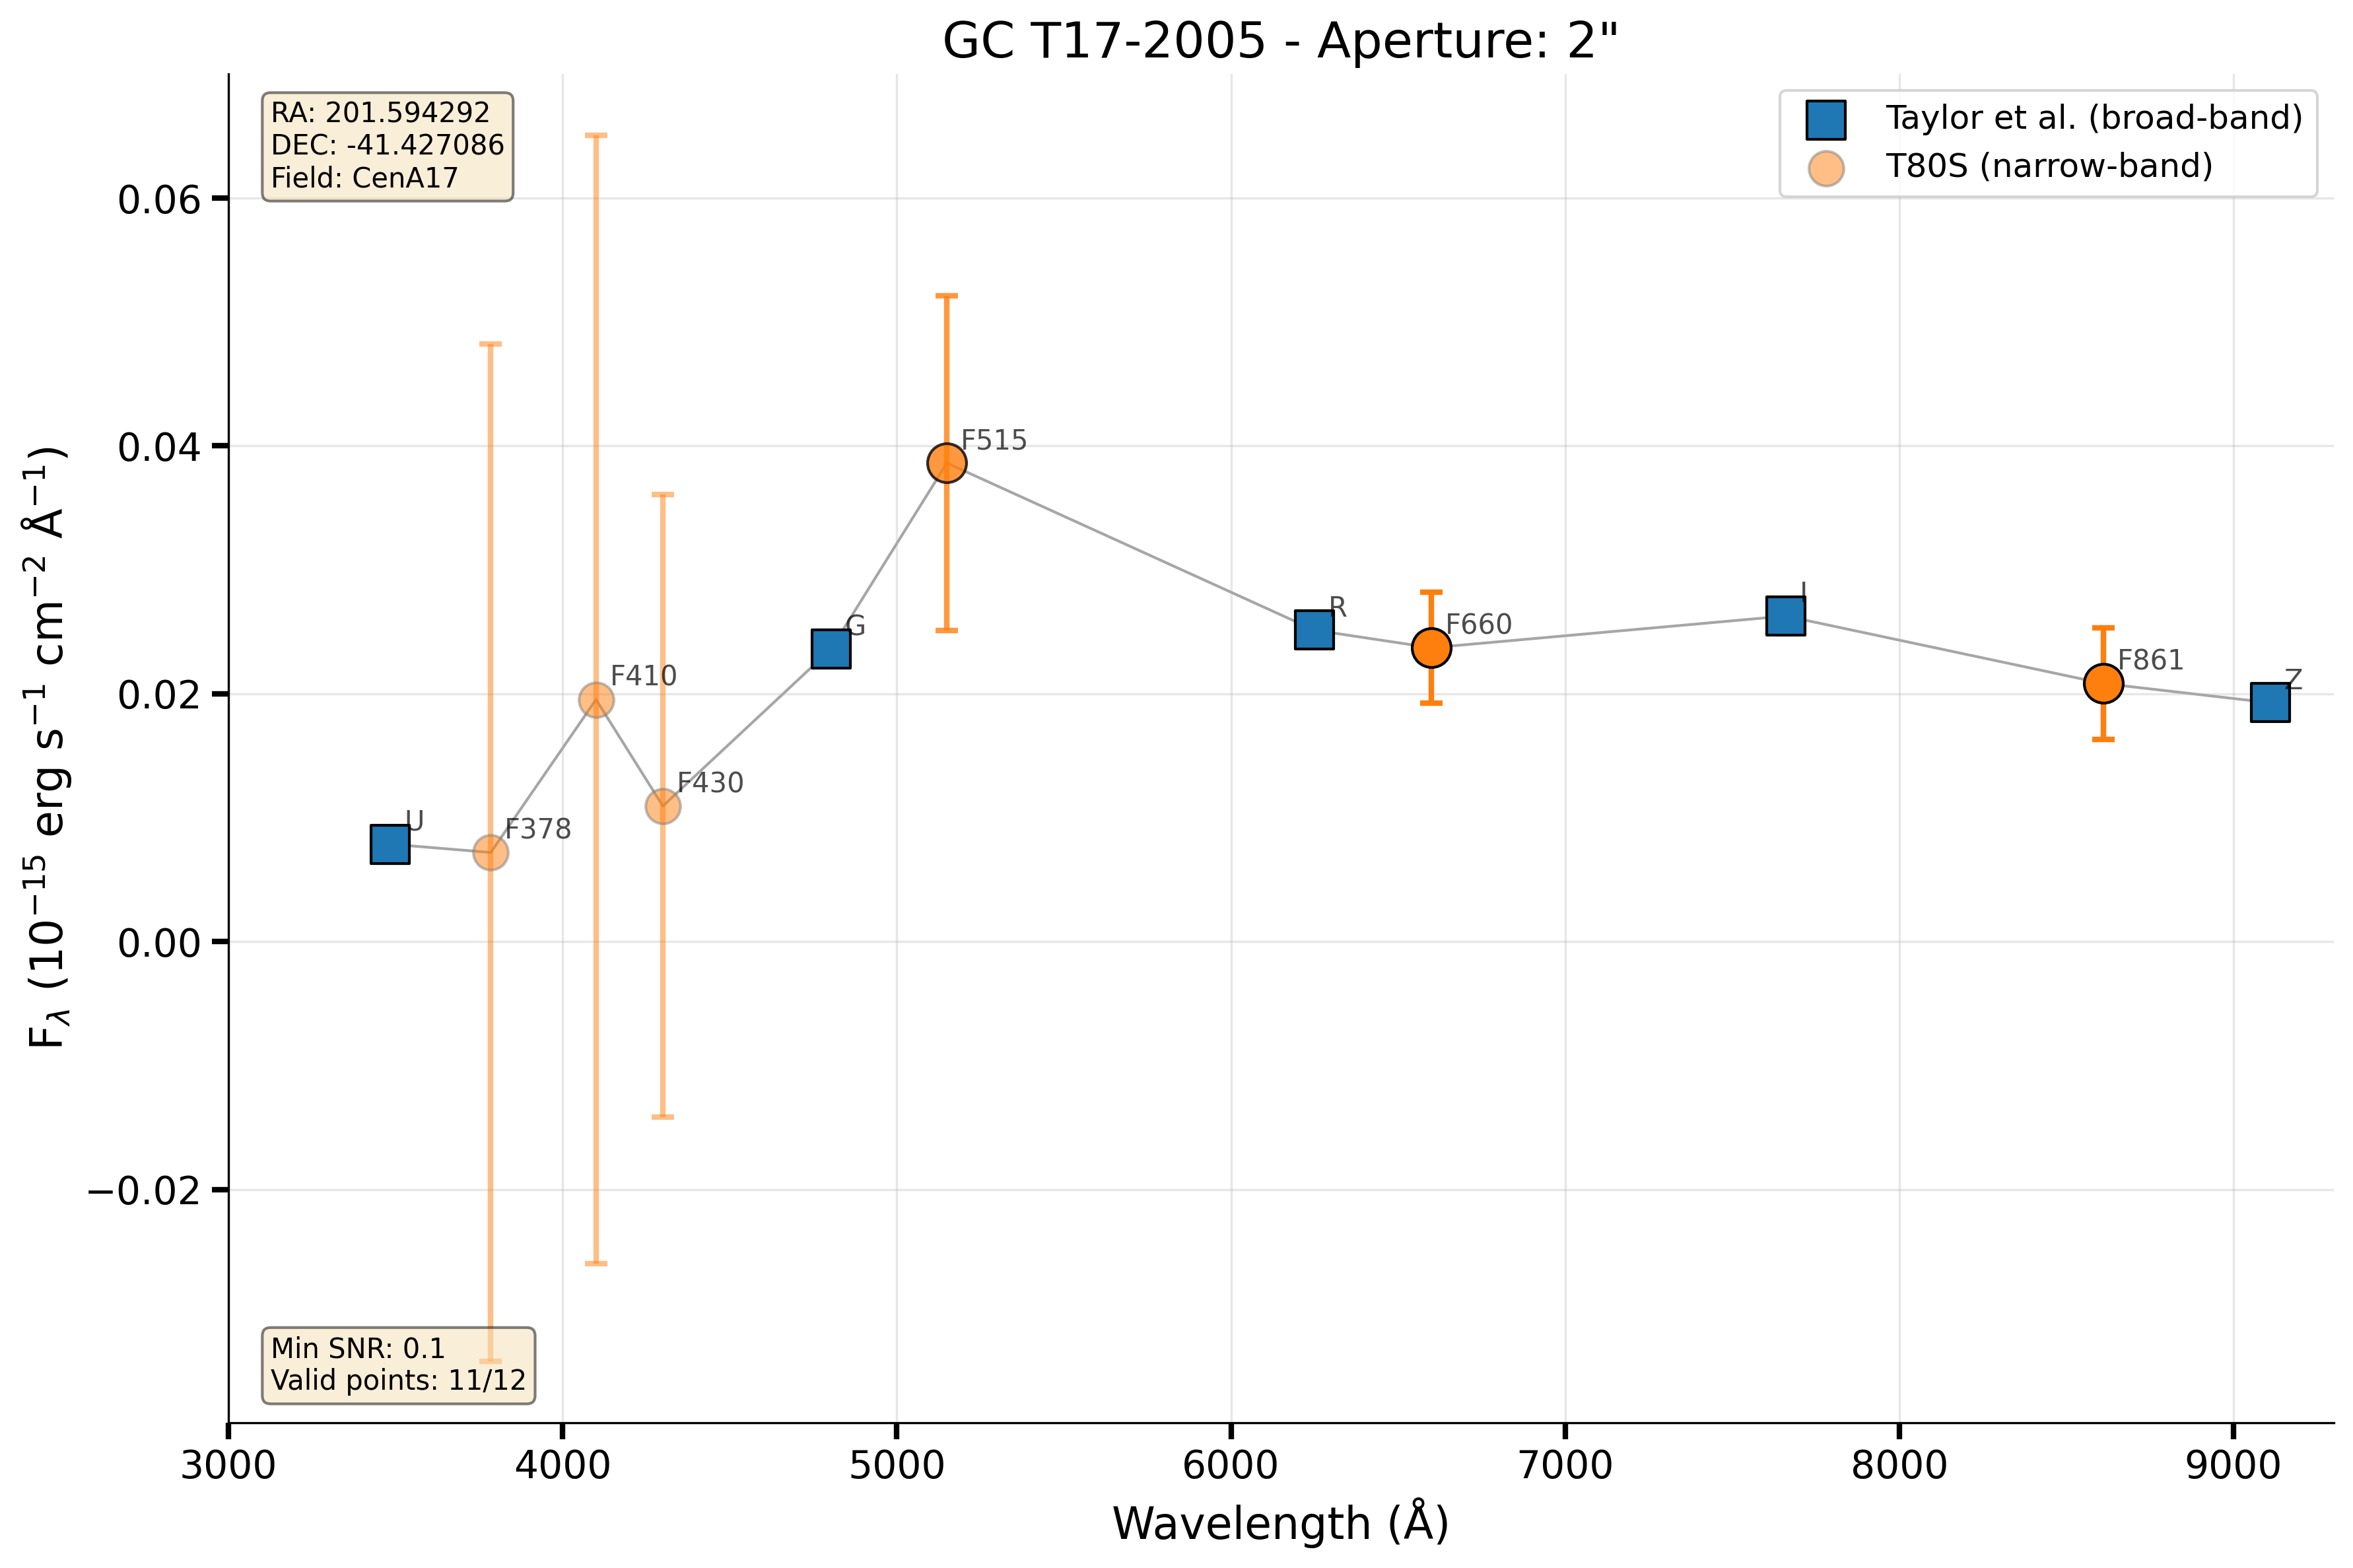 GC T17-2005 - Aperture: 2"
RA: 201.594292
DEC: -41.427086
Field: CenA17
Taylor et al. (broad-band)
T80S (narrow-band)
0.06
0.04
0.02
0.00
−0.02
F$_{λ}$ (10$^{−15}$ erg s$^{−1}$ cm$^{−2}$ Å$^{−1}$)
U
F378
F410
F430
G
F515
R
F660
I
F861
Z
Min SNR: 0.1
Valid points: 11/12
3000
4000
5000
6000
7000
8000
9000
Wavelength (Å)